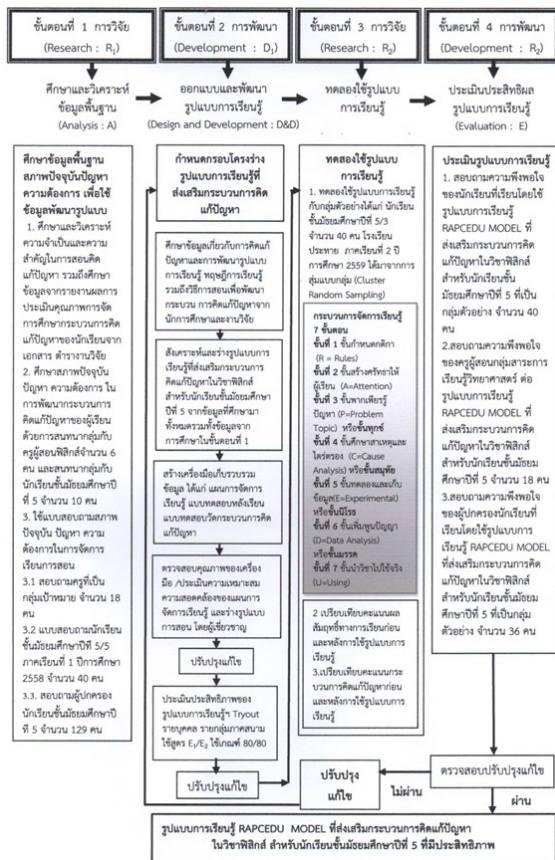 ขั้นตอนที่ 1 การวิจัย
(Research : R₁)
ขั้นตอนที่ 2 การพัฒนา
(Development : D₁)
ขั้นตอนที่ 3 การวิจัย
(Research : R₂)
ขั้นตอนที่ 4 การพัฒนา
(Development : R₂)
ศึกษาและวิเคราะห์
ข้อมูลพื้นฐาน
(Analysis : A)
ออกแบบและพัฒนา
รูปแบบการเรียนรู้
(Design and Development : D&D)
ทดลองใช้รูปแบบ
การเรียนรู้
ประเมินประสิทธิผล
รูปแบบการเรียนรู้
(Evaluation : E)
ศึกษาข้อมูลพื้นฐาน
สภาพปัจจุบันปัญหา
ความต้องการ เพื่อใช้
ข้อมูลพัฒนารูปแบบ
1. ศึกษาและวิเคราะห์
ความจำเป็นและความ
สำคัญในการสอนคิด
แก้ปัญหา รวมถึงศึกษา
ข้อมูลจากรายงานผลการ
ประเมินคุณภาพการจัด
การศึกษากระบวนการคิด
แก้ปัญหาของนักเรียนจาก
เอกสาร ตำรางานวิจัย
2. ศึกษาสภาพปัจจุบัน
ปัญหา ความต้องการ ใน
การพัฒนากระบวนการ
คิดแก้ปัญหาของผู้เรียน
ด้วยการสนทนากลุ่มกับ
ครูผู้สอนฟิสิกส์จำนวน 6
คน และสนทนากลุ่มกับ
นักเรียนชั้นมัธยมศึกษาปี
ที่ 5 จำนวน 10 คน
3. ใช้แบบสอบถามสภาพ
ปัจจุบัน ปัญหา ความ
ต้องการในการจัดการ
เรียนการสอน
3.1 สอบถามครูที่เป็น
กลุ่มเป้าหมาย จำนวน 18
คน
3.2 แบบสอบถามนักเรียน
ชั้นมัธยมศึกษาปีที่ 5/5
ภาคเรียนที่ 1 ปีการศึกษา
2558 จำนวน 40 คน
3.3. สอบถามผู้ปกครอง
นักเรียนชั้นมัธยมศึกษาปี
ที่ 5 จำนวน 129 คน
กำหนดกรอบโครงร่าง
รูปแบบการเรียนรู้ที่
ส่งเสริมกระบวนการคิด
แก้ปัญหา
ศึกษาข้อมูลเกี่ยวกับการคิดแก้
ปัญหาและการพัฒนารูปแบบ
การเรียนรู้ ทฤษฎีการเรียนรู้
รวมถึงวิธีการสอนเพื่อพัฒนา
กระบวน การคิดแก้ปัญหาจาก
นักการศึกษาและงานวิจัย
สังเคราะห์และร่างรูปแบบการ
เรียนรู้ที่ส่งเสริมกระบวนการ
คิดแก้ปัญหาในวิชาฟิสิกส์
สำหรับนักเรียนชั้นมัธยมศึกษา
ปีที่ 5 จากข้อมูลที่ศึกษามา
ทั้งหมดรวมทั้งข้อมูลจาก
การศึกษาในขั้นตอนที่ 1
สร้างเครื่องมือเก็บรวบรวม
ข้อมูล ได้แก่ แผนการจัดการ
เรียนรู้ แบบทดสอบหลังเรียน
แบบทดสอบวัดกระบวนการคิด
แก้ปัญหา
ตรวจสอบคุณภาพของเครื่อง
มือ /ประเมินความเหมาะสม
ความสอดคล้องของแผนการ
จัดการเรียนรู้ และร่างรูปแบบ
การสอน โดยผู้เชี่ยวชาญ
ปรับปรุงแก้ไข
ประเมินประสิทธิภาพของ
รูปแบบการเรียนรู้ฯ Tryout
รายบุคคล รายกลุ่มภาคสนาม
ใช้สูตร E₁/E₂ ใช้เกณฑ์ 80/80
ปรับปรุงแก้ไข
ทดสองใช้รูปแบบ
การเรียนรู้
1. ทดลองใช้รูปแบบการเรียนรู้
กับกลุ่มตัวอย่างได้แก่ นักเรียน
ชั้นมัธยมศึกษาปีที่ 5/3
จำนวน 40 คน โรงเรียน
ประทาย ภาคเรียนที่ 2 ปี
การศึกษา 2559 ได้มาจากการ
สุ่มแบบกลุ่ม (Cluster
Random Sampling)
กระบวนการจัดการเรียนรู้
7 ขั้นตอน
ขั้นที่ 1 ขั้นกำหนดกติกา
(R = Rules)
ขั้นที่ 2 ขั้นสร้างศรัทธาให้
ผู้เรียน (A=Attention)
ขั้นที่ 3 ขั้นพากเพียรรู้
ปัญหา (P=Problem
Topic) หรือขั้นทุกข์
ขั้นที่ 4 ขั้นศึกษาสาเหตุและ
ไตร่ตรอง (C=Cause
Analysis) หรือขั้นสมุทัย
ขั้นที่ 5 ขั้นทดลองและเก็บ
ข้อมูล(E=Experimental)
หรือขั้นนิโรธ
ขั้นที่ 6 ขั้นเพิ่มพูนปัญญา
(D=Data Analysis)
หรือขั้นมรรค
ขั้นที่ 7 ขั้นนำวิชาไปใช้จริง
(U=Using)
2 เปรียบเทียบคะแนนผล
สัมฤทธิ์ทางการเรียนก่อน
และหลังการใช้รูปแบบการ
เรียนรู้
3.เปรียบเทียบคะแนนกระ
บวนการคิดแก้ปัญหาก่อน
และหลังการใช้รูปแบบการ
เรียนรู้
ปรับปรุง
แก้ไข
ประเมินรูปแบบการเรียนรู้
1. สอบถามความพึงพอใจ
ของนักเรียนที่เรียนโดยใช้
รูปแบบการเรียนรู้
RAPCEDU MODEL ที่
ส่งเสริมกระบวนการคิด
แก้ปัญหาในวิชาฟิสิกส์
สำหรับนักเรียนชั้น
มัธยมศึกษาปีที่ 5 ที่เป็น
กลุ่มตัวอย่าง จำนวน 40
คน
2.สอบถามความพึงพอใจ
ของครูผู้สอนกลุ่มสาระการ
เรียนรู้วิทยาศาสตร์ ต่อ
รูปแบบการเรียนรู้
RAPCEDU MODEL ที่
ส่งเสริมกระบวนการคิด
แก้ปัญหาในวิชาฟิสิกส์
สำหรับนักเรียนชั้นมัธยม
ศึกษาปีที่ 5 จำนวน 18 คน
3.สอบถามความพึงพอใจ
ของผู้ปกครองนักเรียนที่
เรียนโดยใช้รูปแบบการ
เรียนรู้ RAPCEDU MODEL
ที่ส่งเสริมกระบวนการคิด
แก้ปัญหาในวิชาฟิสิกส์
สำหรับนักเรียนชั้นมัธยม
ศึกษาปีที่ 5 ที่เป็นกลุ่ม
ตัวอย่าง จำนวน 36 คน
ตรวจสอบปรับปรุงแก้ไข
ไม่ผ่าน
ผ่าน
รูปแบบการเรียนรู้ RAPCEDU MODEL ที่ส่งเสริมกระบวนการคิดแก้ปัญหา
ในวิชาฟิสิกส์ สำหรับนักเรียนชั้นมัธยมศึกษาปีที่ 5 ที่มีประสิทธิภาพ